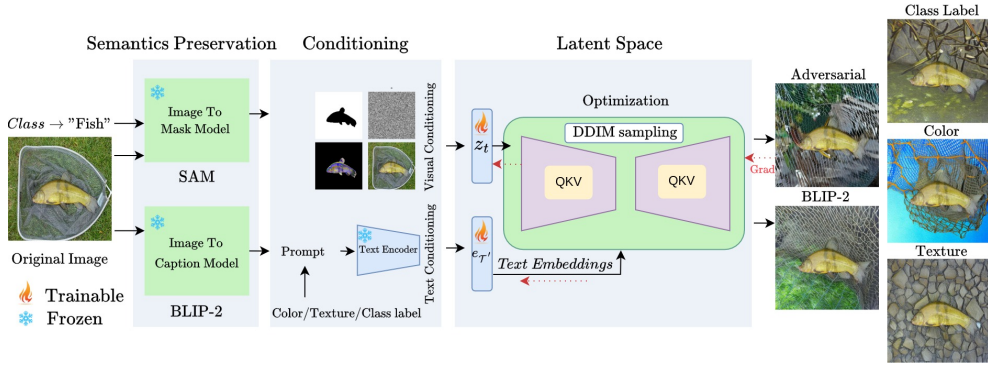 Semantics Preservation
Conditioning
Latent Space
Class Label
Class → "Fish"
Original Image
Trainable
Frozen
Image To
Mask Model
SAM
Image To
Caption Model
BLIP-2
Visual Conditioning
Prompt
Text Encoder
Text Conditioning
Color/Texture/Class label
z_t
e_𝒯′
Optimization
DDIM sampling
QKV
QKV
Text Embeddings
Grad
Adversarial
BLIP-2
Color
Texture